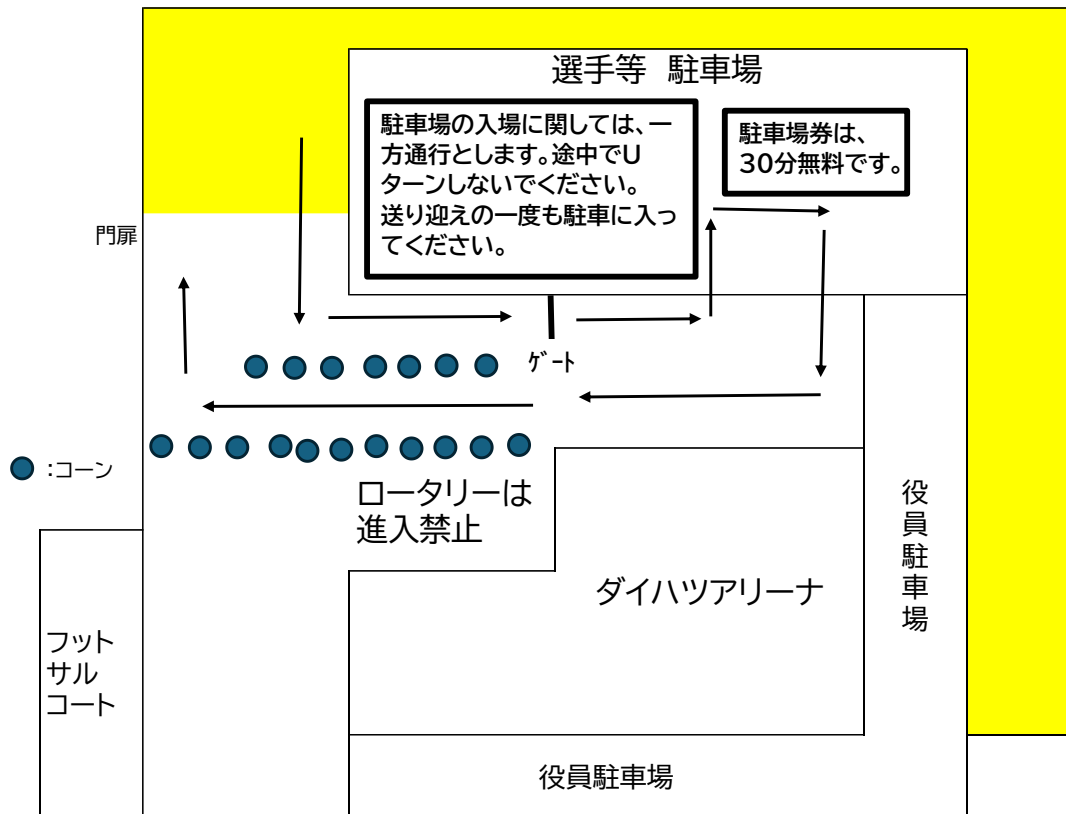 選手等 駐車場
駐車場の入場に関しては、一
方通行とします。途中でU
ターンしないでください。
送り迎えの一度も駐車に入っ
てください。
駐車場券は、
30分無料です。
門扉
ｹﾞｰﾄ
:コーン
ロータリーは
進入禁止
ダイハツアリーナ
役員駐車場
フット
サル
コート
役員駐車場